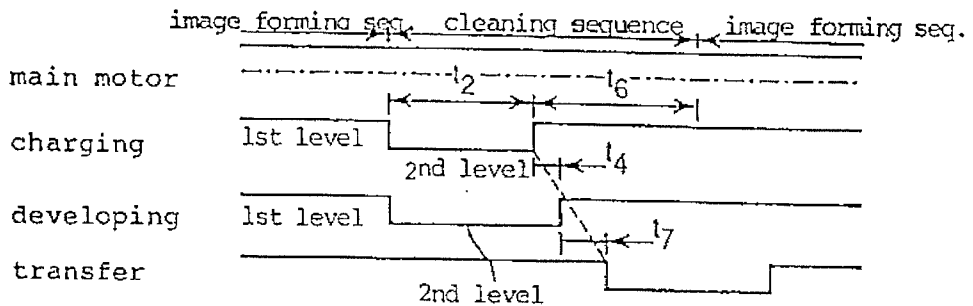 image forming seq. cleaning sequence image forming seq.
main motor
t2 t6
charging 1st level
2nd level t4
developing 1st level
t7
transfer
2nd level